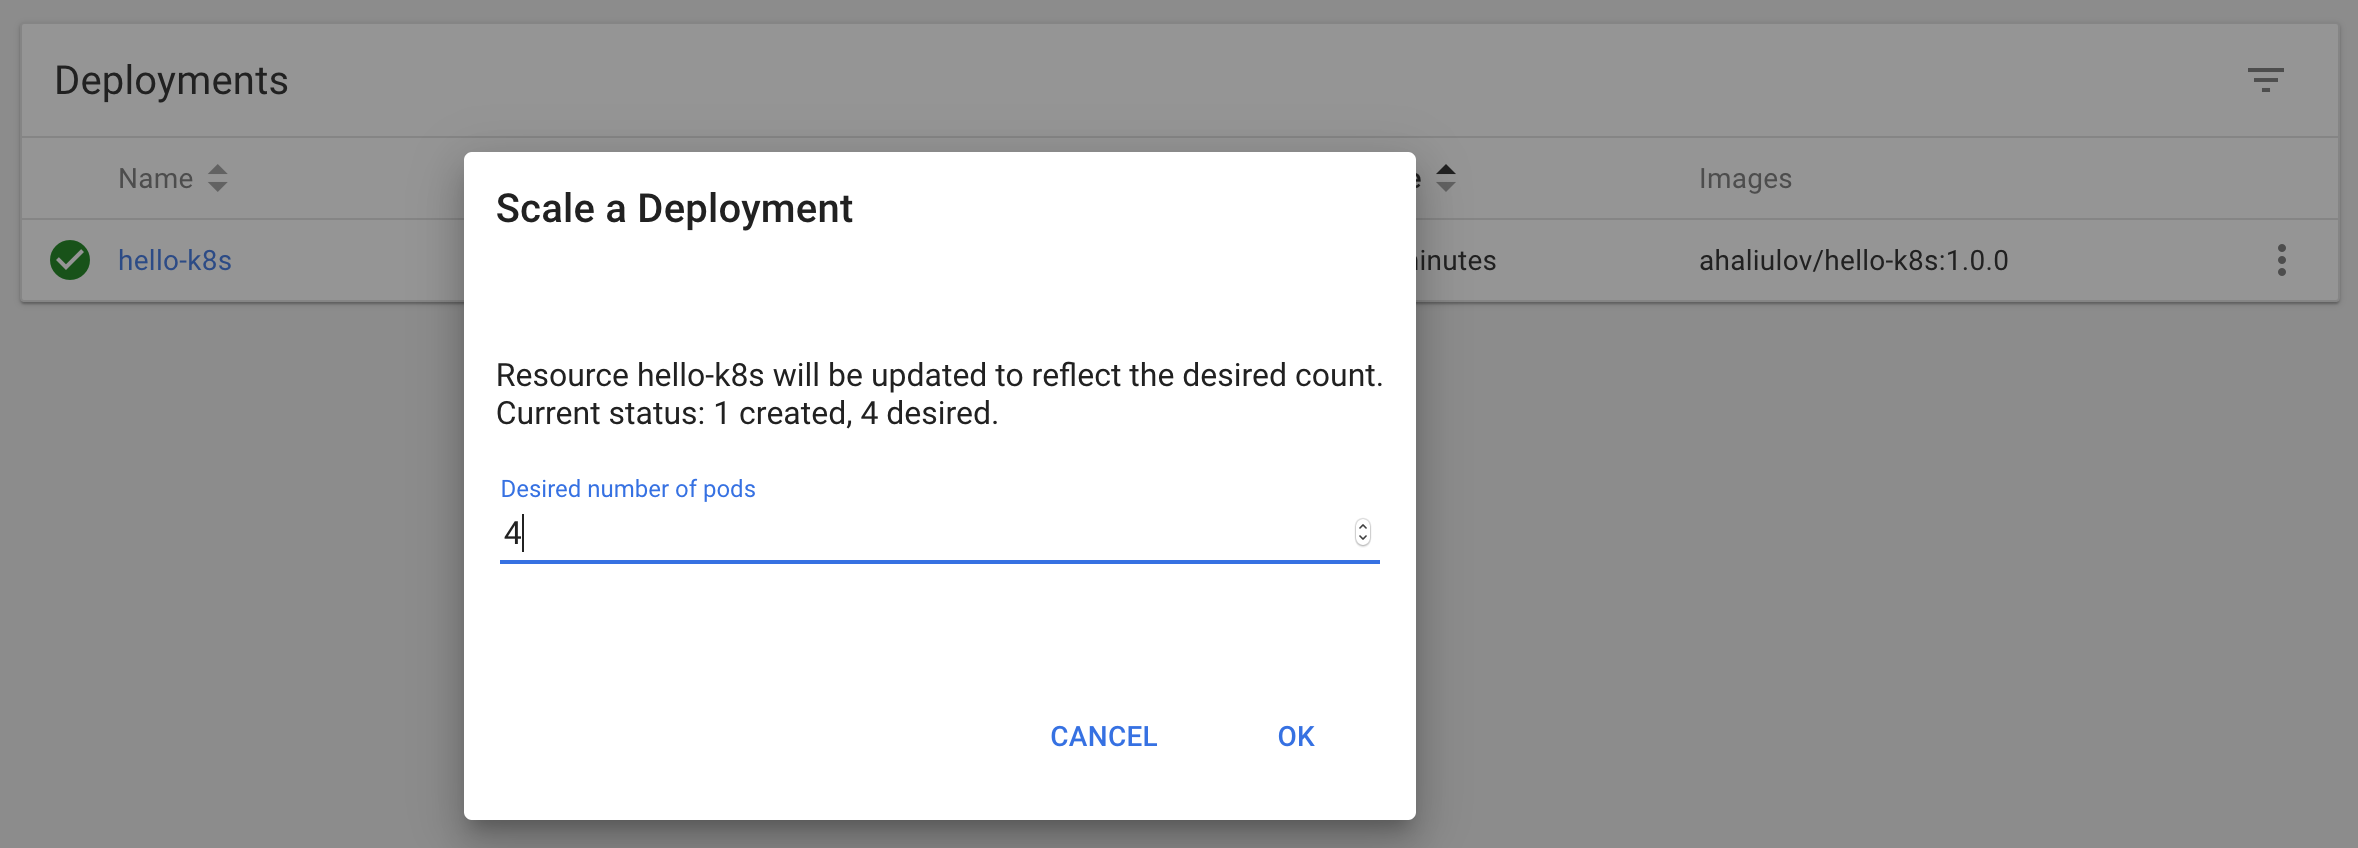 Deployments
Name
Images
hello-k8s
ahaliulov/hello-k8s:1.0.0
Scale a Deployment
Resource hello-k8s will be updated to reflect the desired count.
Current status: 1 created, 4 desired.
Desired number of pods
4
CANCEL OK